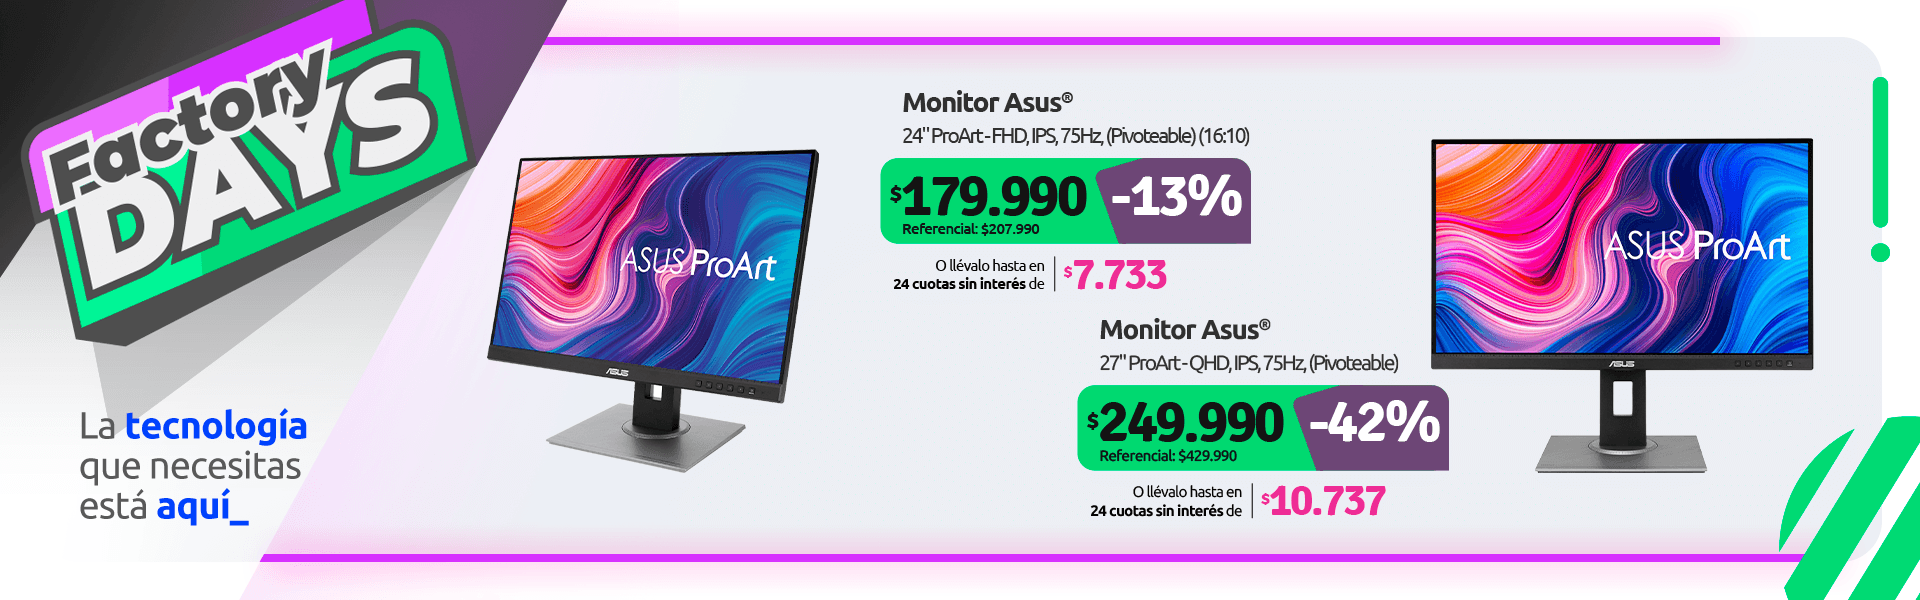 Factory
DAYS
La tecnología
que necesitas
está aquí_
ASUS ProArt
ASUS
Monitor Asus®
24" ProArt - FHD, IPS, 75Hz, (Pivoteable) (16:10)
$179.990 -13%
Referencial: $207.990
O llévalo hasta en
24 cuotas sin interés de $7.733
Monitor Asus®
27" ProArt - QHD, IPS, 75Hz, (Pivoteable)
$249.990 -42%
Referencial: $429.990
O llévalo hasta en
24 cuotas sin interés de $10.737
ASUS ProArt
ASUS